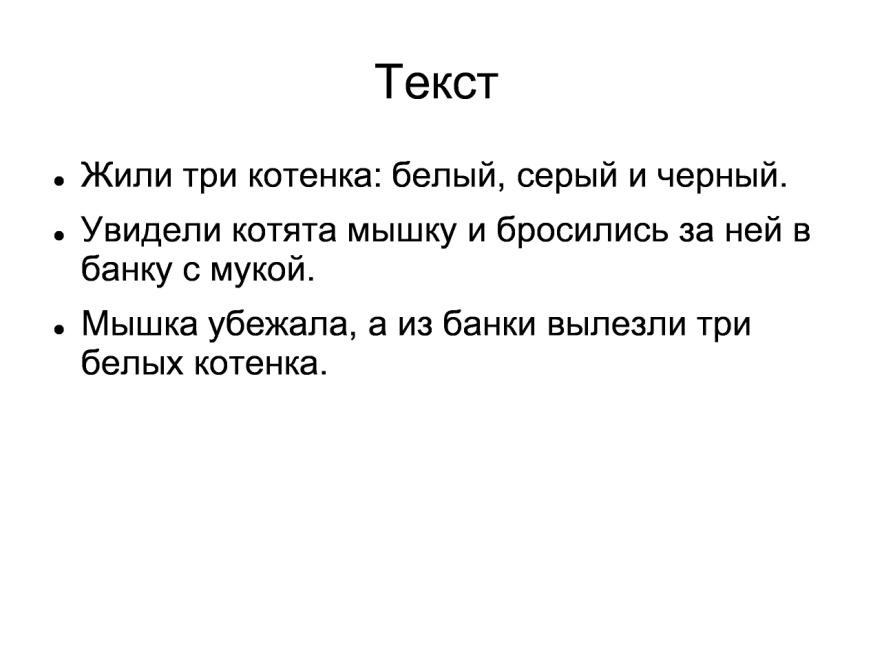 Текст
Жили три котенка: белый, серый и черный.
Увидели котята мышку и бросились за ней в
банку с мукой.
Мышка убежала, а из банки вылезли три
белых котенка.